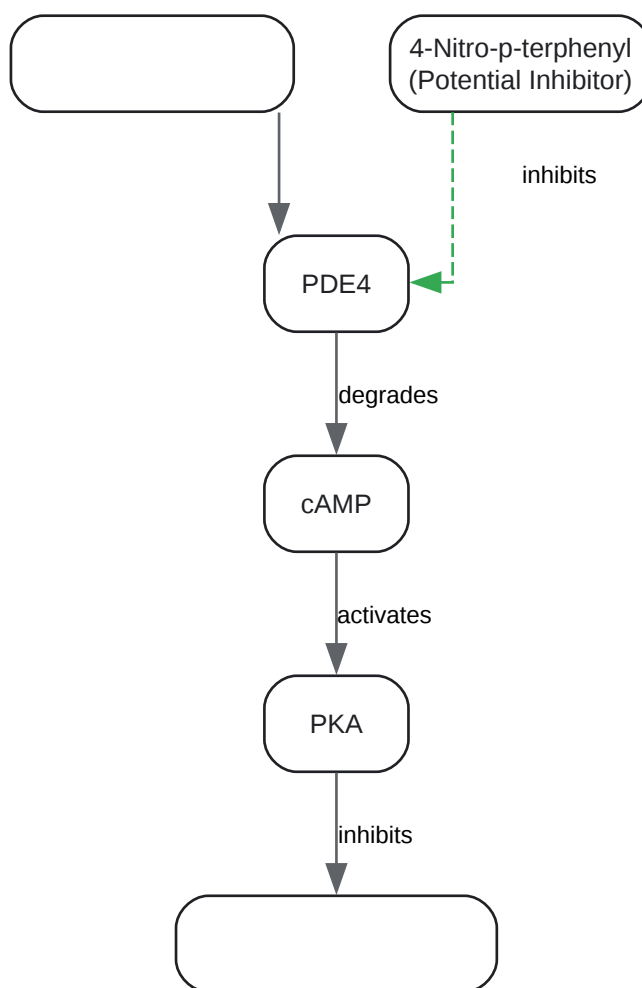 4-Nitro-p-terphenyl
(Potential Inhibitor)
inhibits
PDE4
degrades
cAMP
activates
PKA
inhibits